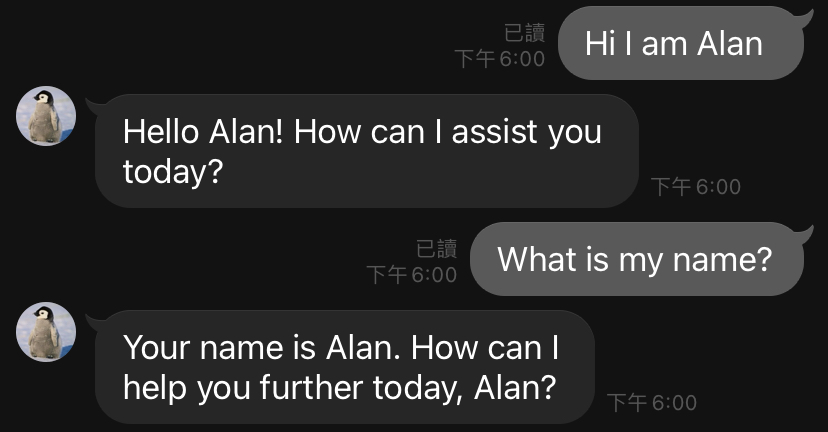 已讀
下午 6:00
Hi I am Alan
Hello Alan! How can I assist you
today?
下午 6:00
已讀
下午 6:00
What is my name?
Your name is Alan. How can I
help you further today, Alan?
下午 6:00